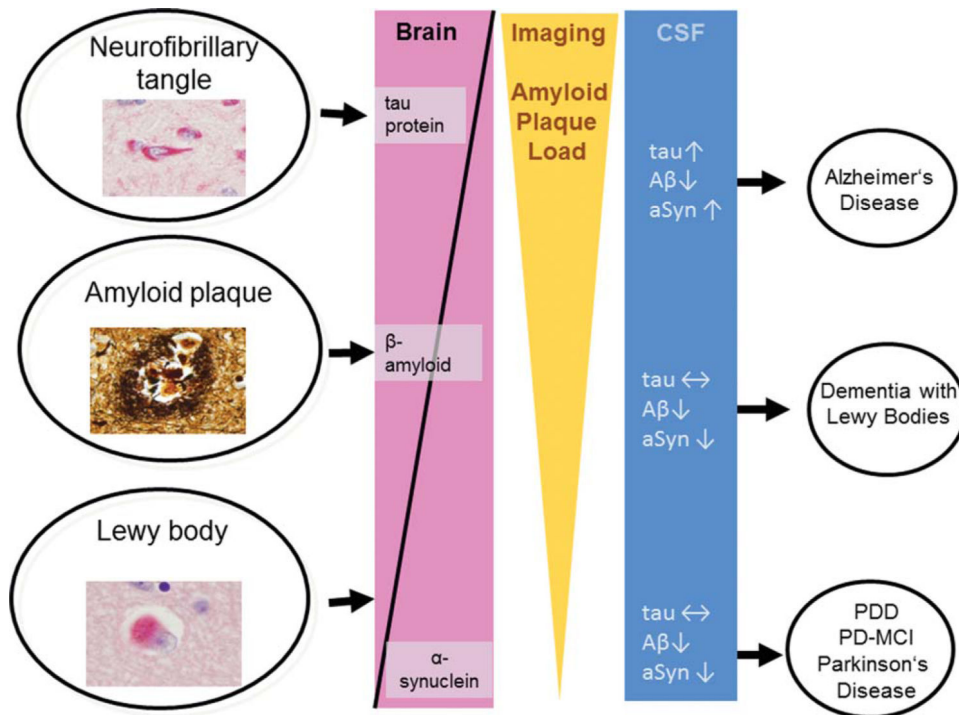 Neurofibrillary
tangle
Amyloid plaque
Lewy body
Brain
tau
protein
β-
amyloid
α-
synuclein
Imaging
Amyloid
Plaque
Load
CSF
tau↑
Aβ↓
aSyn ↑
tau ↔
Aβ↓
aSyn ↓
tau ↔
Aβ↓
aSyn ↓
Alzheimer‘s
Disease
Dementia with
Lewy Bodies
PDD
PD-MCI
Parkinson‘s
Disease